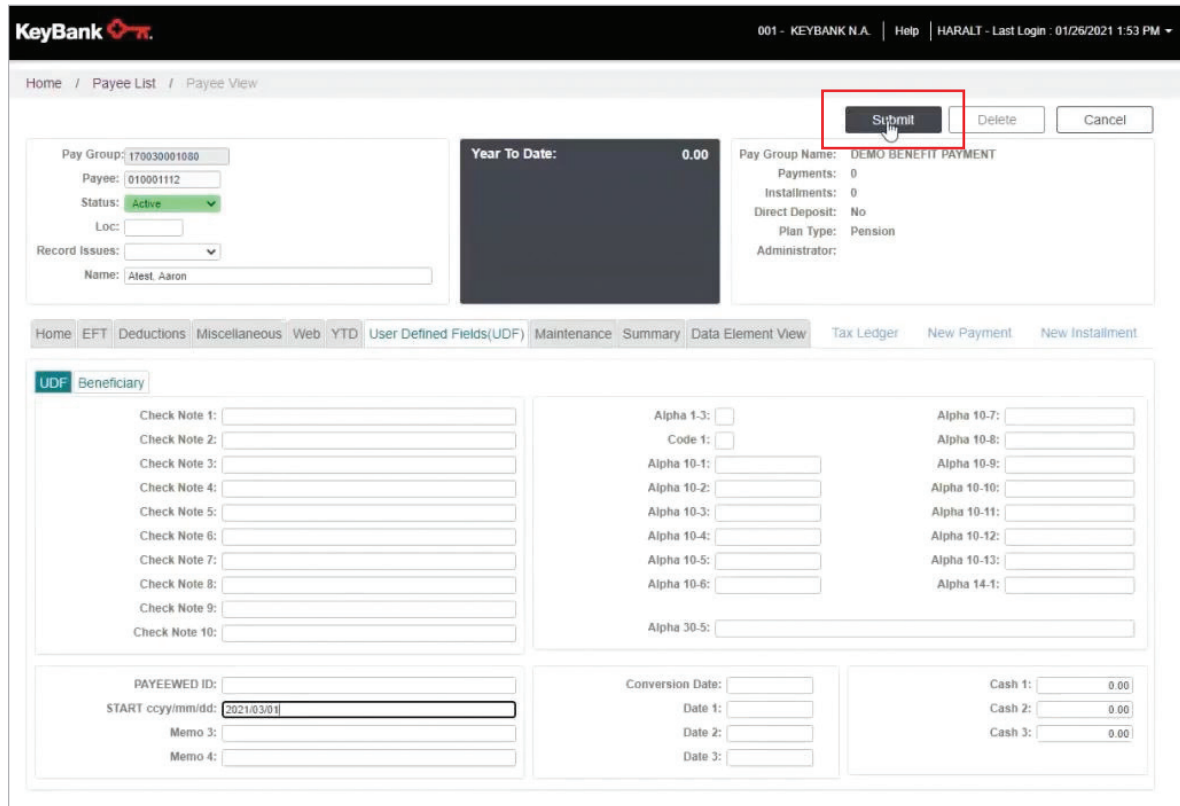 KeyBank
001 - KEYBANK N.A. | Help | HARALT - Last Login : 01/26/2021 1:53 PM
Home / Payee List / Payee View
Submit Delete Cancel
Pay Group: 170030001080
Payee: 010001112
Status: Active
Loc:
Record Issues:
Name: Atest, Aaron
Year To Date: 0.00
Pay Group Name: DEMO BENEFIT PAYMENT
Payments: 0
Installments: 0
Direct Deposit: No
Plan Type: Pension
Administrator:
Home EFT Deductions Miscellaneous Web YTD User Defined Fields(UDF) Maintenance Summary Data Element View Tax Ledger New Payment New Installment
UDF Beneficiary
Check Note 1:
Check Note 2:
Check Note 3:
Check Note 4:
Check Note 5:
Check Note 6:
Check Note 7:
Check Note 8:
Check Note 9:
Check Note 10:
Alpha 1-3:
Code 1:
Alpha 10-1:
Alpha 10-2:
Alpha 10-3:
Alpha 10-4:
Alpha 10-5:
Alpha 10-6:
Alpha 10-7:
Alpha 10-8:
Alpha 10-9:
Alpha 10-10:
Alpha 10-11:
Alpha 10-12:
Alpha 10-13:
Alpha 14-1:
Alpha 30-5:
PAYEEWED ID:
START ccyy/mm/dd: 2021/03/01
Memo 3:
Memo 4:
Conversion Date:
Date 1:
Date 2:
Date 3:
Cash 1: 0.00
Cash 2: 0.00
Cash 3: 0.00